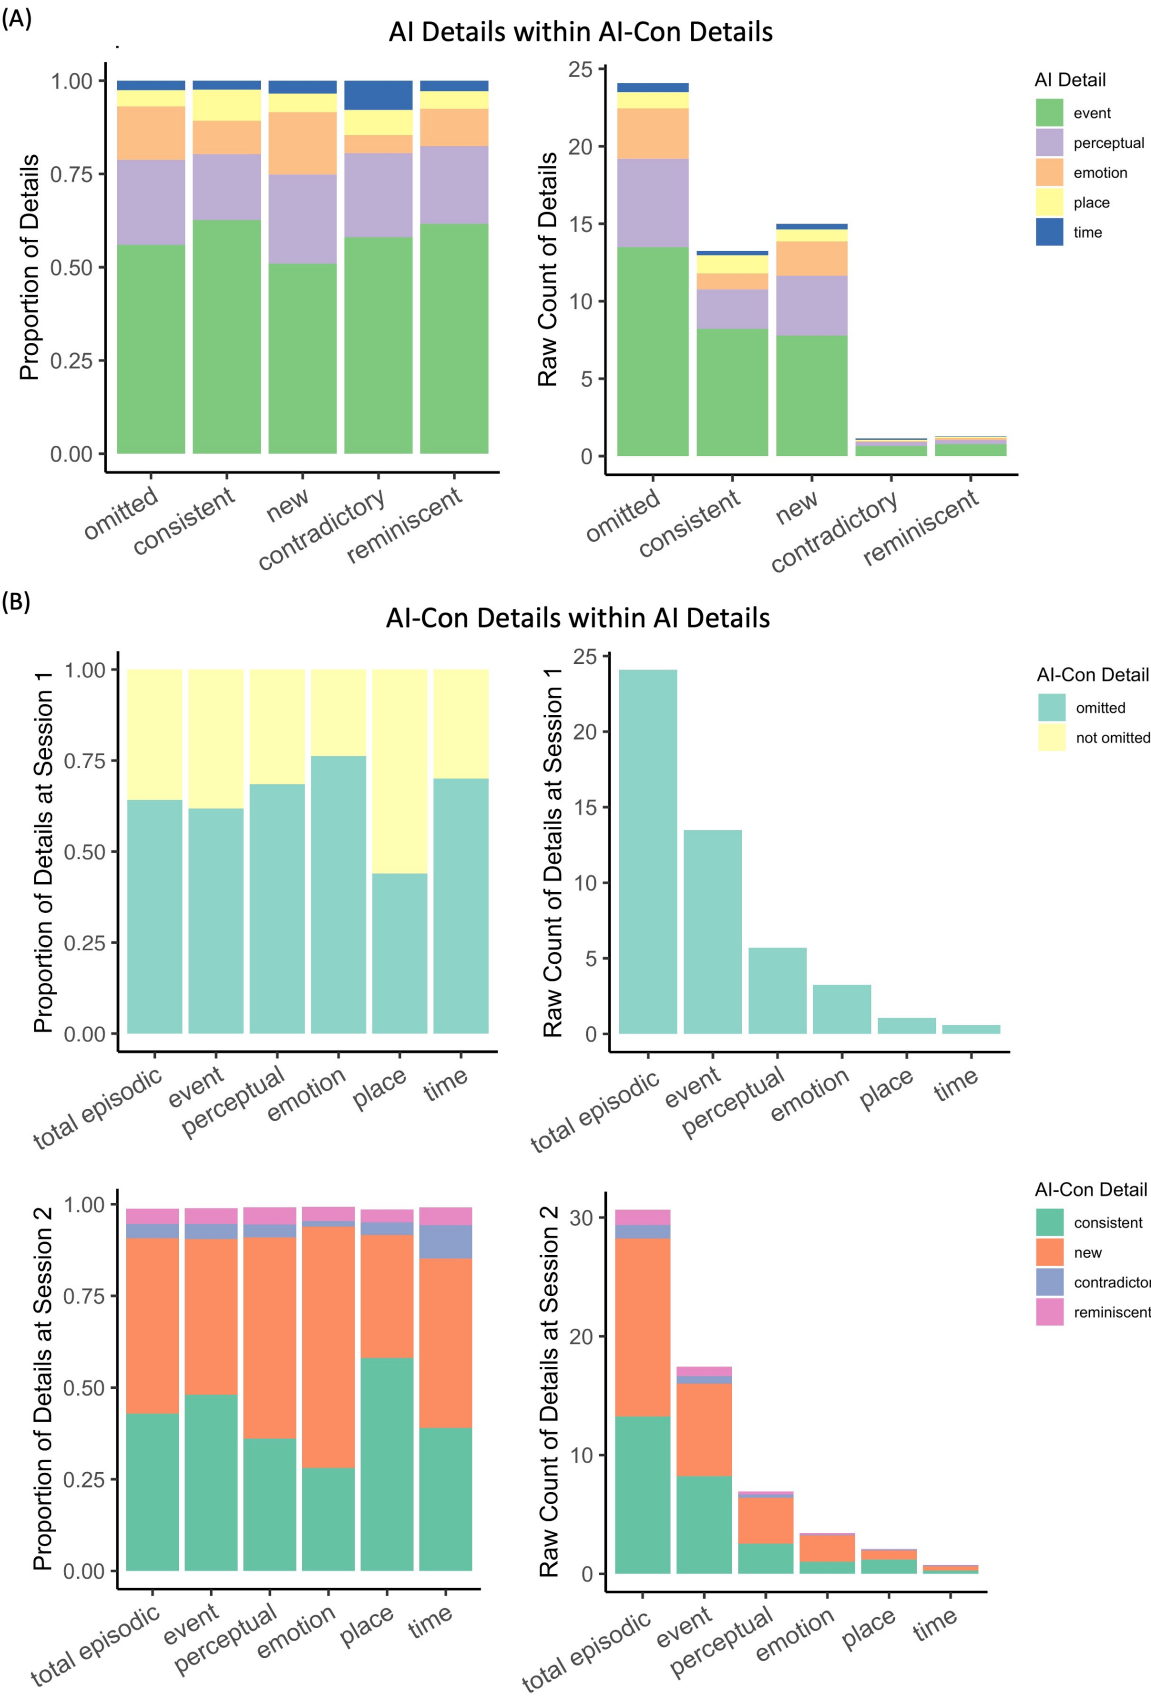 (A)
AI Details within AI-Con Details
Proportion of Details
1.00
0.75
0.50
0.25
0.00
omitted
consistent
new
contradictory
reminiscent
Raw Count of Details
25
20
15
10
5
0
omitted
consistent
new
contradictory
reminiscent
AI Detail
event
perceptual
emotion
place
time
(B)
AI-Con Details within AI Details
Proportion of Details at Session 1
1.00
0.75
0.50
0.25
0.00
total episodic
event
perceptual
emotion
place
time
Raw Count of Details at Session 1
25
20
15
10
5
0
total episodic
event
perceptual
emotion
place
time
AI-Con Detail
omitted
not omitted
Proportion of Details at Session 2
1.00
0.75
0.50
0.25
0.00
total episodic
event
perceptual
emotion
place
time
Raw Count of Details at Session 2
30
20
10
0
total episodic
event
perceptual
emotion
place
time
AI-Con Detail
consistent
new
contradictor
reminiscent